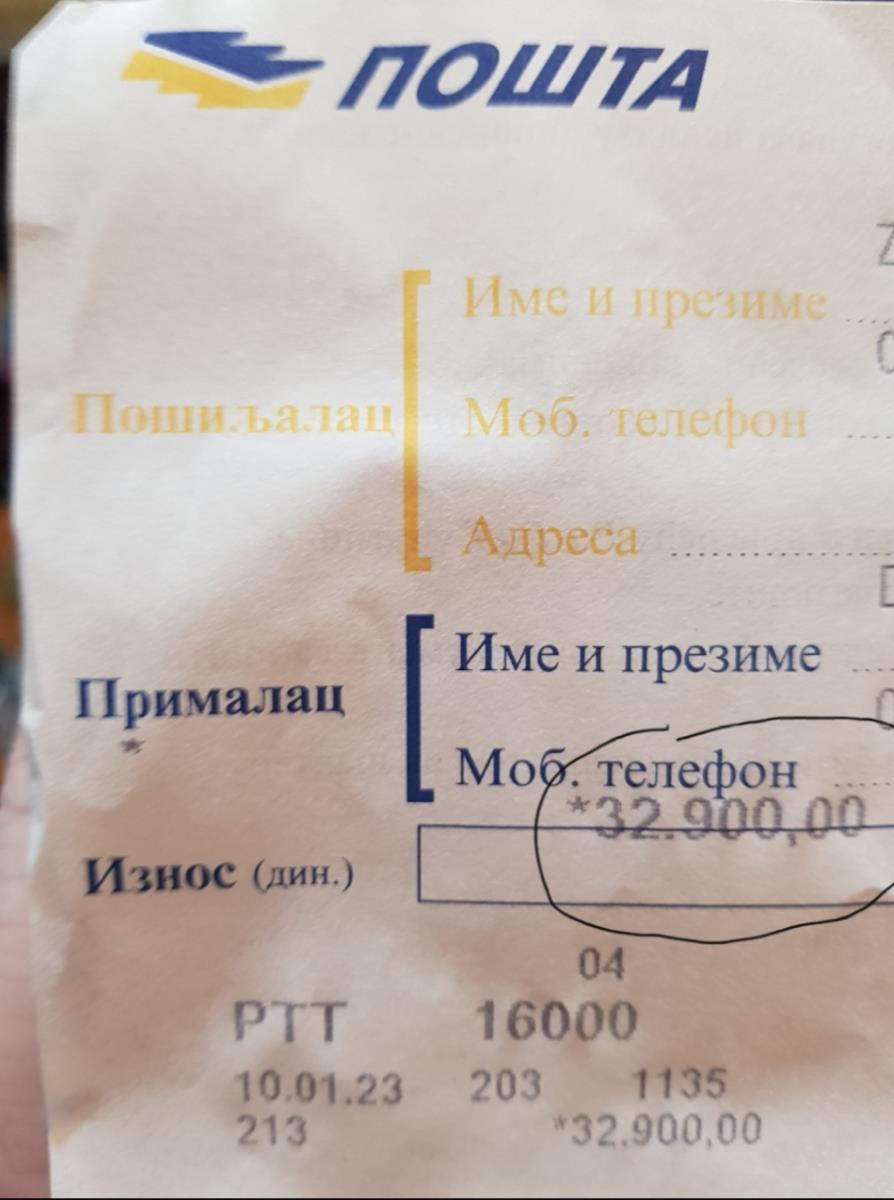 ПОШТА
Име и презиме
Пошиљалац
Моб. телефон
Адреса
Име и презиме
Прималац
*
Моб. телефон
*32.900,00
Износ (дин.)
04
РТТ 16000
10.01.23 203 1135
213 *32.900,00